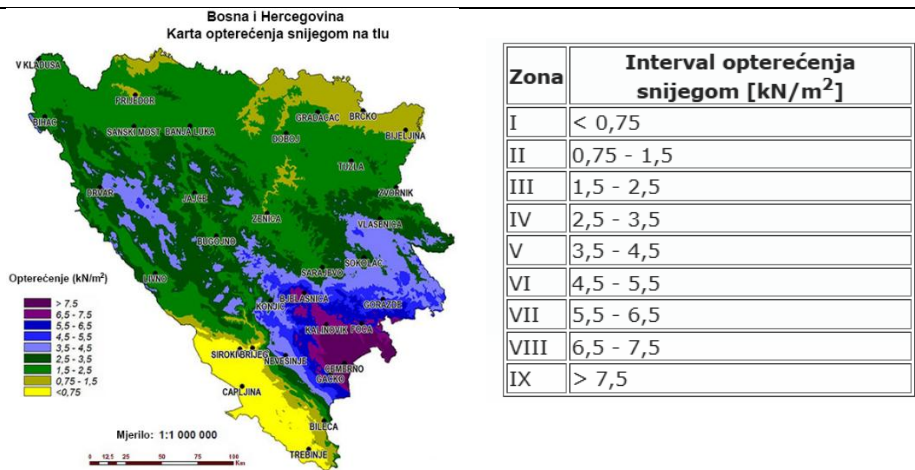 Bosna i Hercegovina
Karta opterećenja snijegom na tlu
V KLADUŠA
PRIJEDOR
BIHAĆ
SANSKI MOST
BANJA LUKA
DOBOJ
GRADAČAC
BRČKO
BIJELJINA
TUZLA
ZVORNIK
DRVAR
JAJCE
ZENICA
VLASENICA
BUGOJNO
SOKOLAC
SARAJEVO
LIVNO
KONJIC
BJELAŠNICA
GORAŽDE
KALINOVIK
FOČA
ŠIROKI BRIJEG
NEVESINJE
ČEMERNO
GACKO
ČAPLJINA
BILEĆA
TREBINJE
Opterećenje (kN/m²)
> 7.5
6,5 - 7.5
5,5 - 6,5
4,5 - 5,5
3,5 - 4,5
2,5 - 3,5
1,5 - 2,5
0,75 - 1,5
<0,75
Mjerilo: 1:1 000 000
0 12.5 25 50 75 100
Km
Zona Interval opterećenja
snijegom [kN/m²]
I < 0,75
II 0,75 - 1,5
III 1,5 - 2,5
IV 2,5 - 3,5
V 3,5 - 4,5
VI 4,5 - 5,5
VII 5,5 - 6,5
VIII 6,5 - 7,5
IX > 7,5